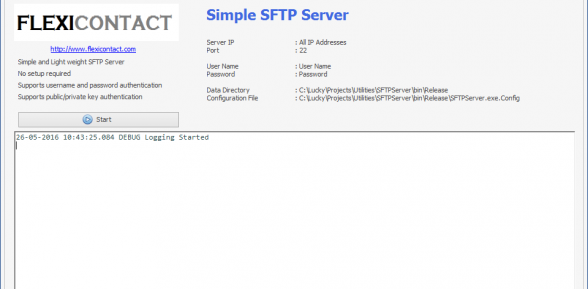 FLEXICONTACT
http://www.flexicontact.com
Simple and Light weight SFTP Server
No setup required
Supports username and password authentication
Supports public/private key authentication
Start
Simple SFTP Server
Server IP : All IP Addresses
Port : 22
User Name : User Name
Password : Password
Data Directory : C:\Lucky\Projects\Utilities\SFTPServer\bin\Release
Configuration File : C:\Lucky\Projects\Utilities\SFTPServer\bin\Release\SFTPServer.exe.Config
26-05-2016 10:43:25.084 DEBUG Logging Started